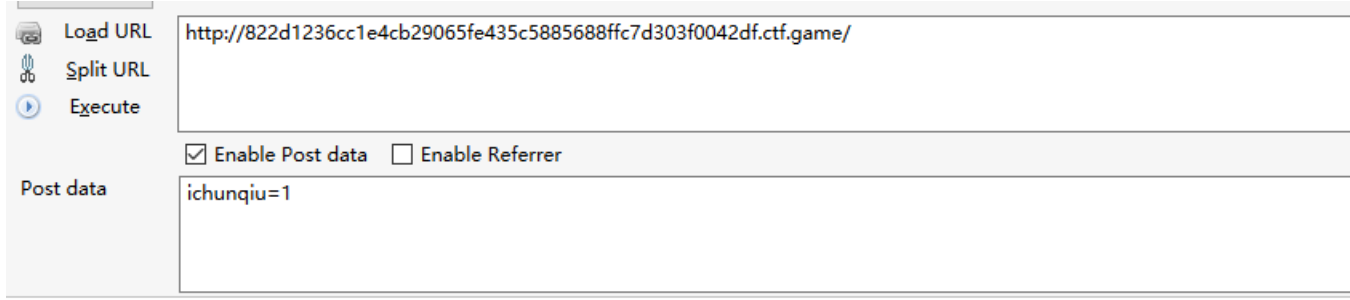 Load URL
http://822d1236cc1e4cb29065fe435c5885688ffc7d303f0042df.ctf.game/
Split URL
Execute
Enable Post data Enable Referrer
Post data
ichunqiu=1